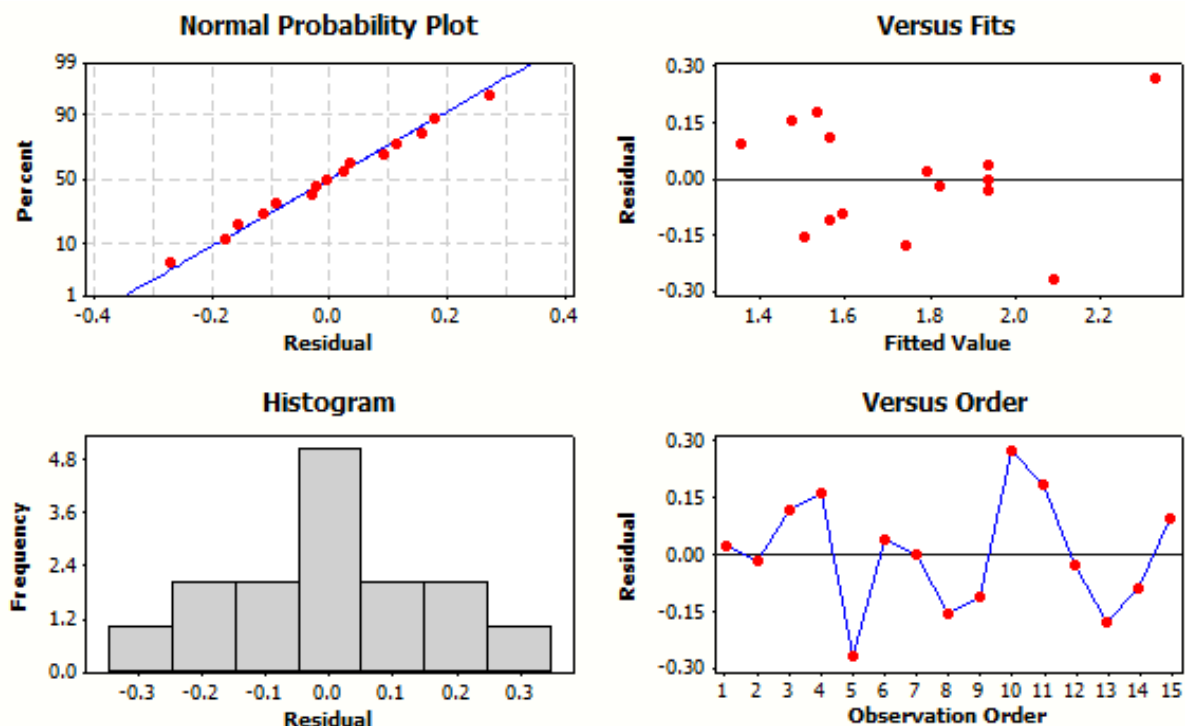 Normal Probability Plot
99
90
50
10
1
Percent
-0.4 -0.2 0.0 0.2 0.4
Residual
Versus Fits
0.30
0.15
0.00
-0.15
-0.30
Residual
1.4 1.6 1.8 2.0 2.2
Fitted Value
Histogram
4.8
3.6
2.4
1.2
0.0
Frequency
-0.3 -0.2 -0.1 0.0 0.1 0.2 0.3
Residual
Versus Order
0.30
0.15
0.00
-0.15
-0.30
Residual
1 2 3 4 5 6 7 8 9 10 11 12 13 14 15
Observation Order